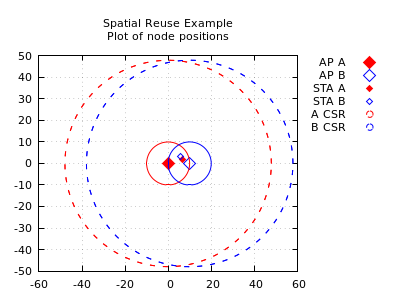 Spatial Reuse Example
Plot of node positions
50
40
30
20
10
0
-10
-20
-30
-40
-50
-60 -40 -20 0 20 40 60
AP A
AP B
STA A
STA B
A CSR
B CSR